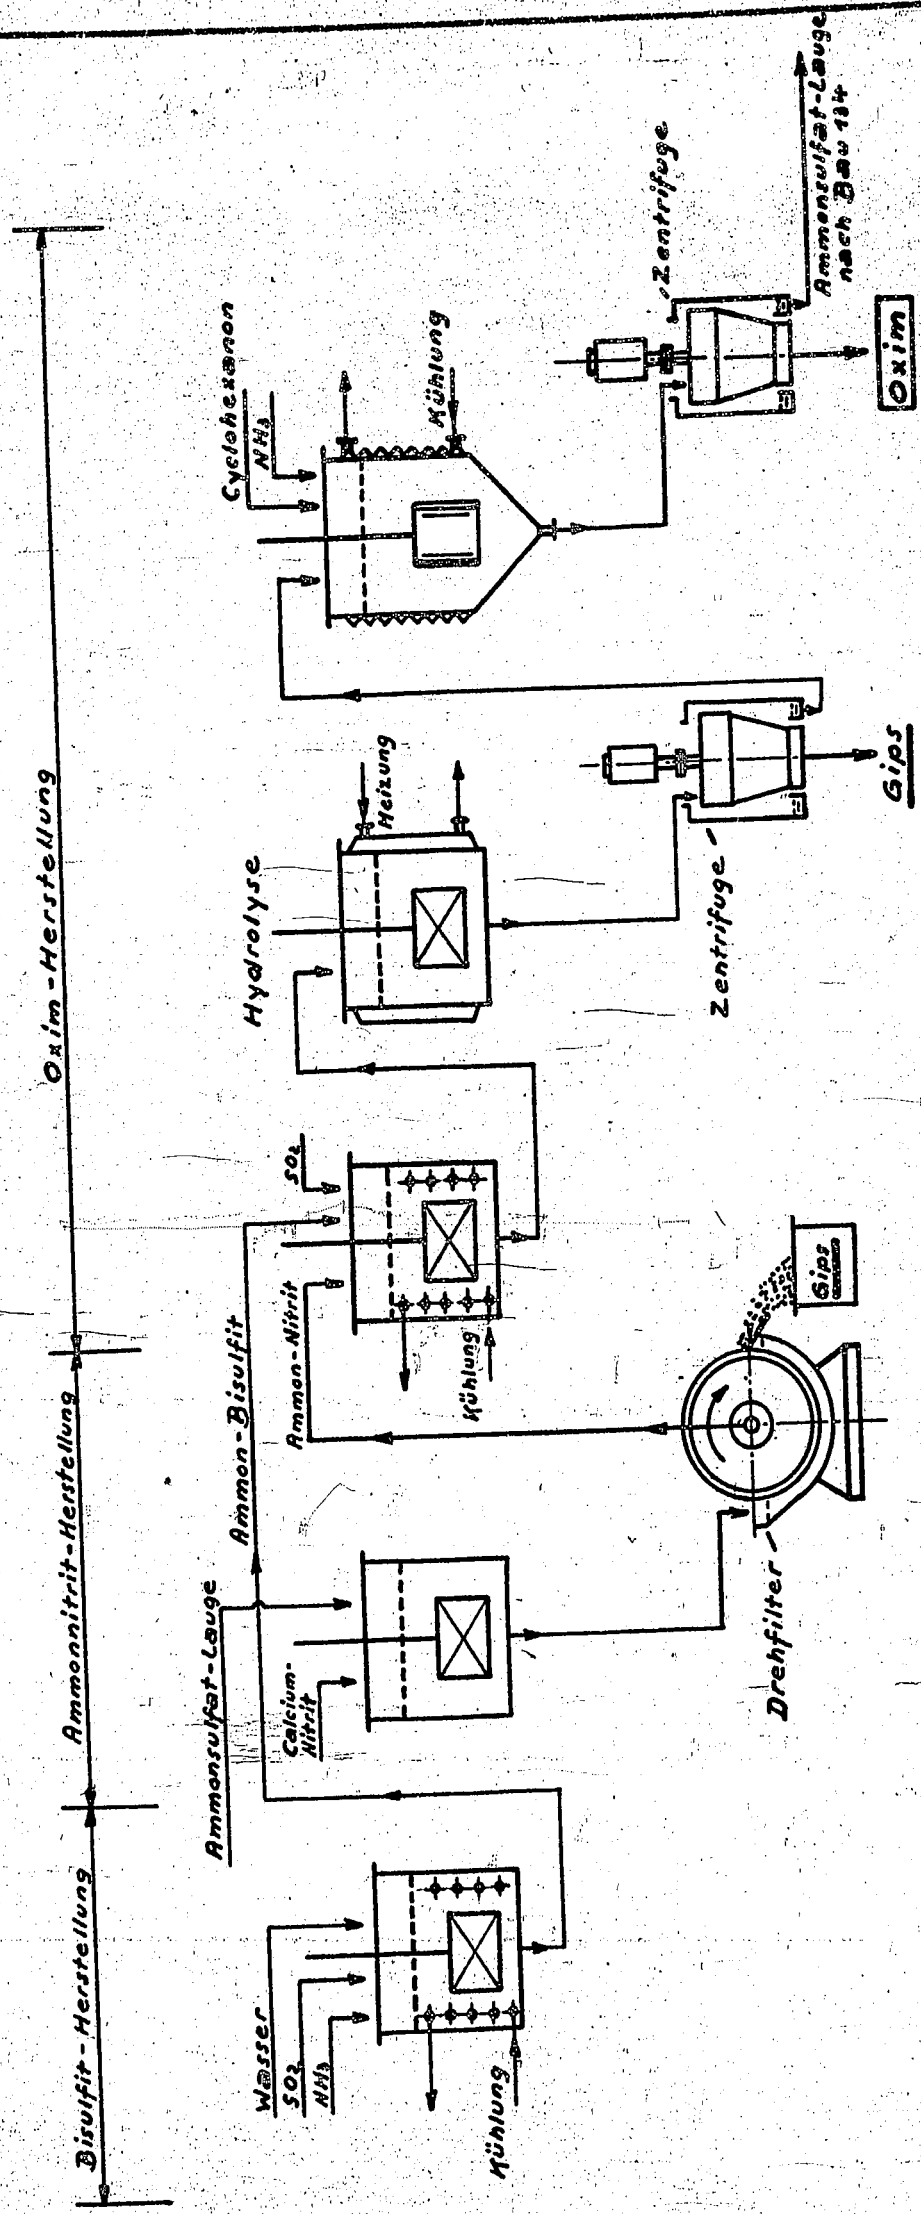 Bisulfit-Herstellung
Ammonnitrit-Herstellung
Oxim-Herstellung
Wasser
SO2
NH3
Kühlung
Ammonsulfat-Lauge
Calcium-
Nitrit
Ammon-Bisulfit
Ammon-Nitrit
SO2
Kühlung
Drehfilter
Gips
Hydrolyse
Heizung
Zentrifuge
Gips
Cyclohexanon
NH3
Kühlung
Zentrifuge
Ammonsulfat-Lauge
nach Bau 184
Oxim